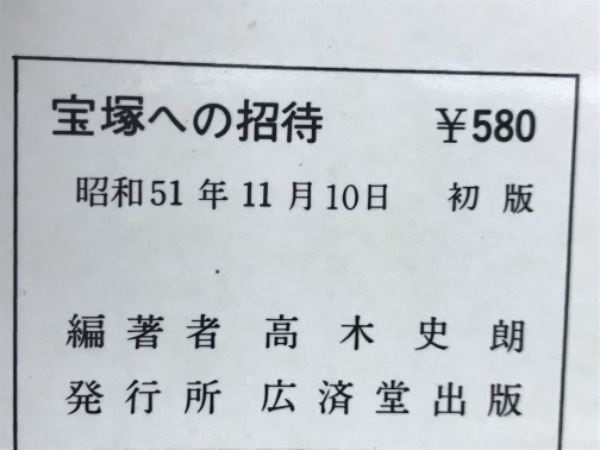 宝塚への招待 ¥580
昭和51年11月10日 初版
編著者 高木史朗
発行所 広済堂出版